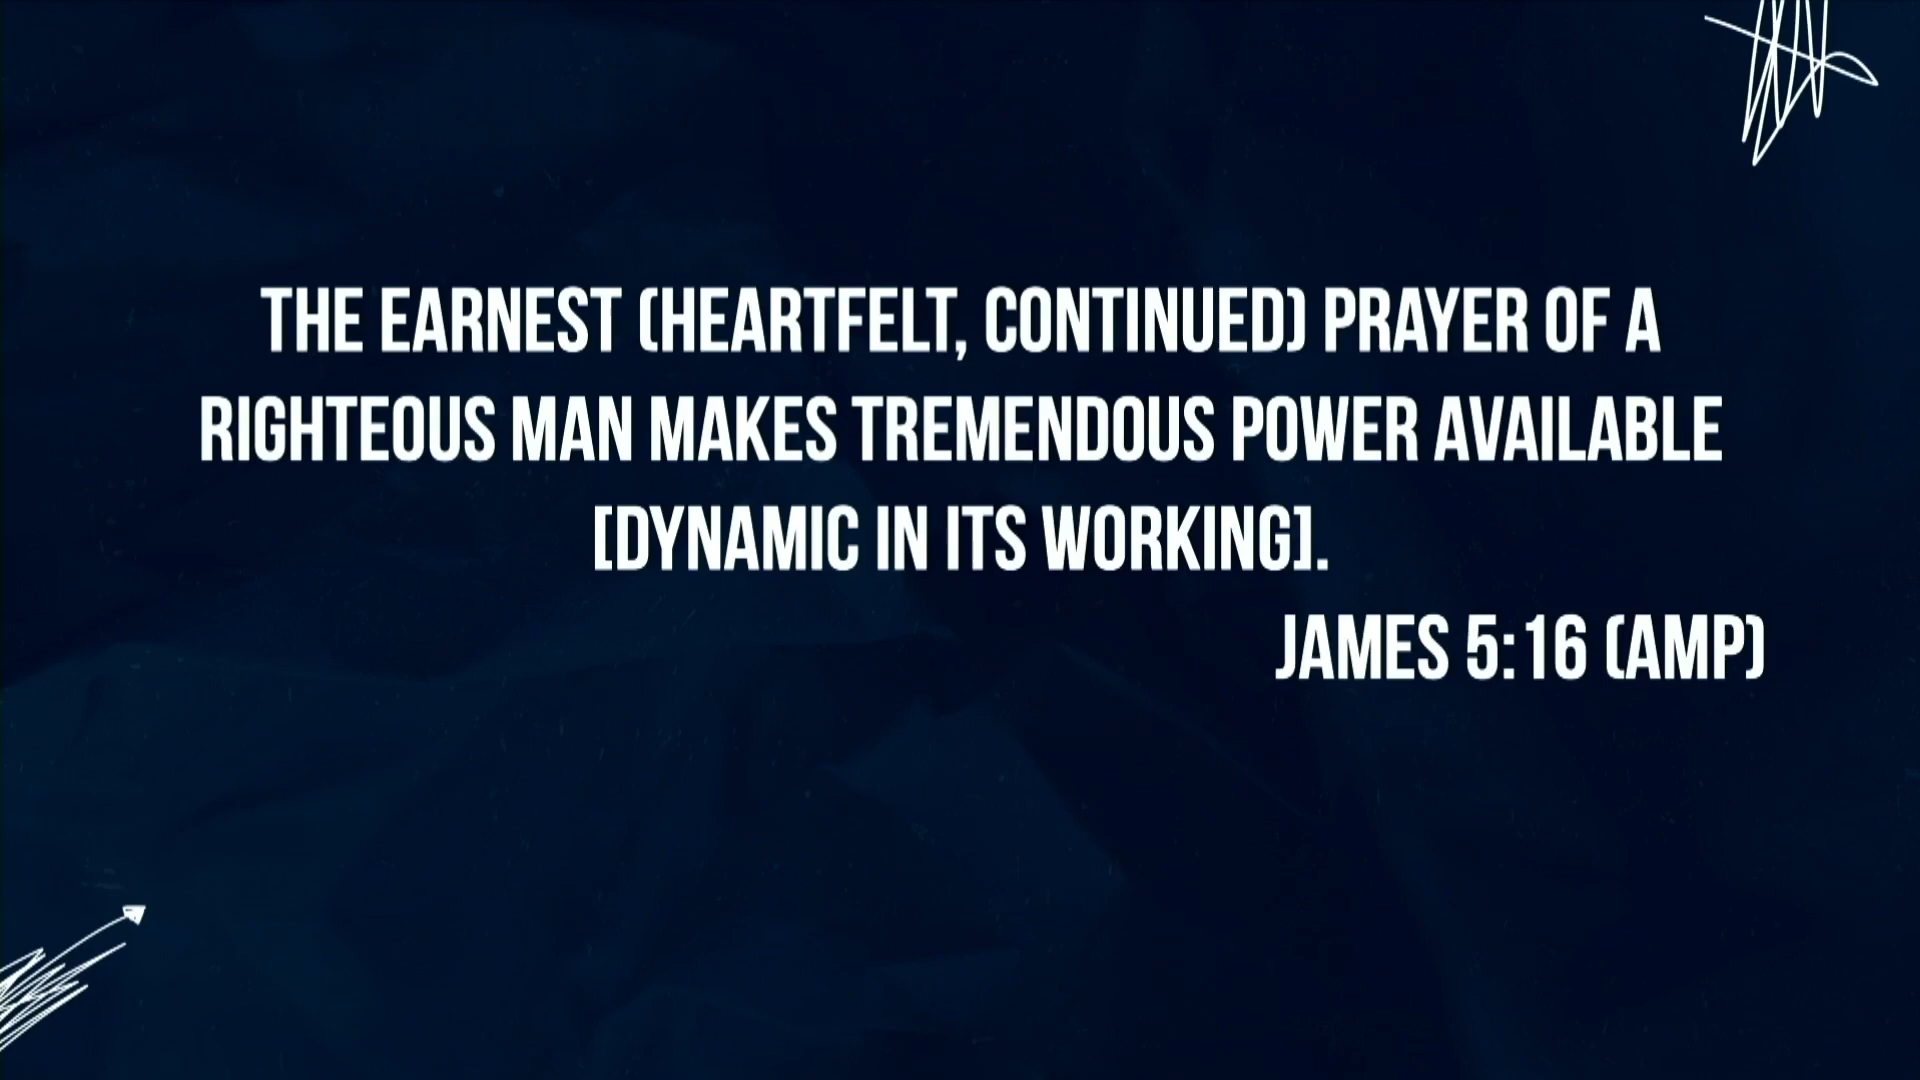 THE EARNEST (HEARTFELT, CONTINUED) PRAYER OF A
RIGHTEOUS MAN MAKES TREMENDOUS POWER AVAILABLE
[DYNAMIC IN ITS WORKING].
JAMES 5:16 (AMP)